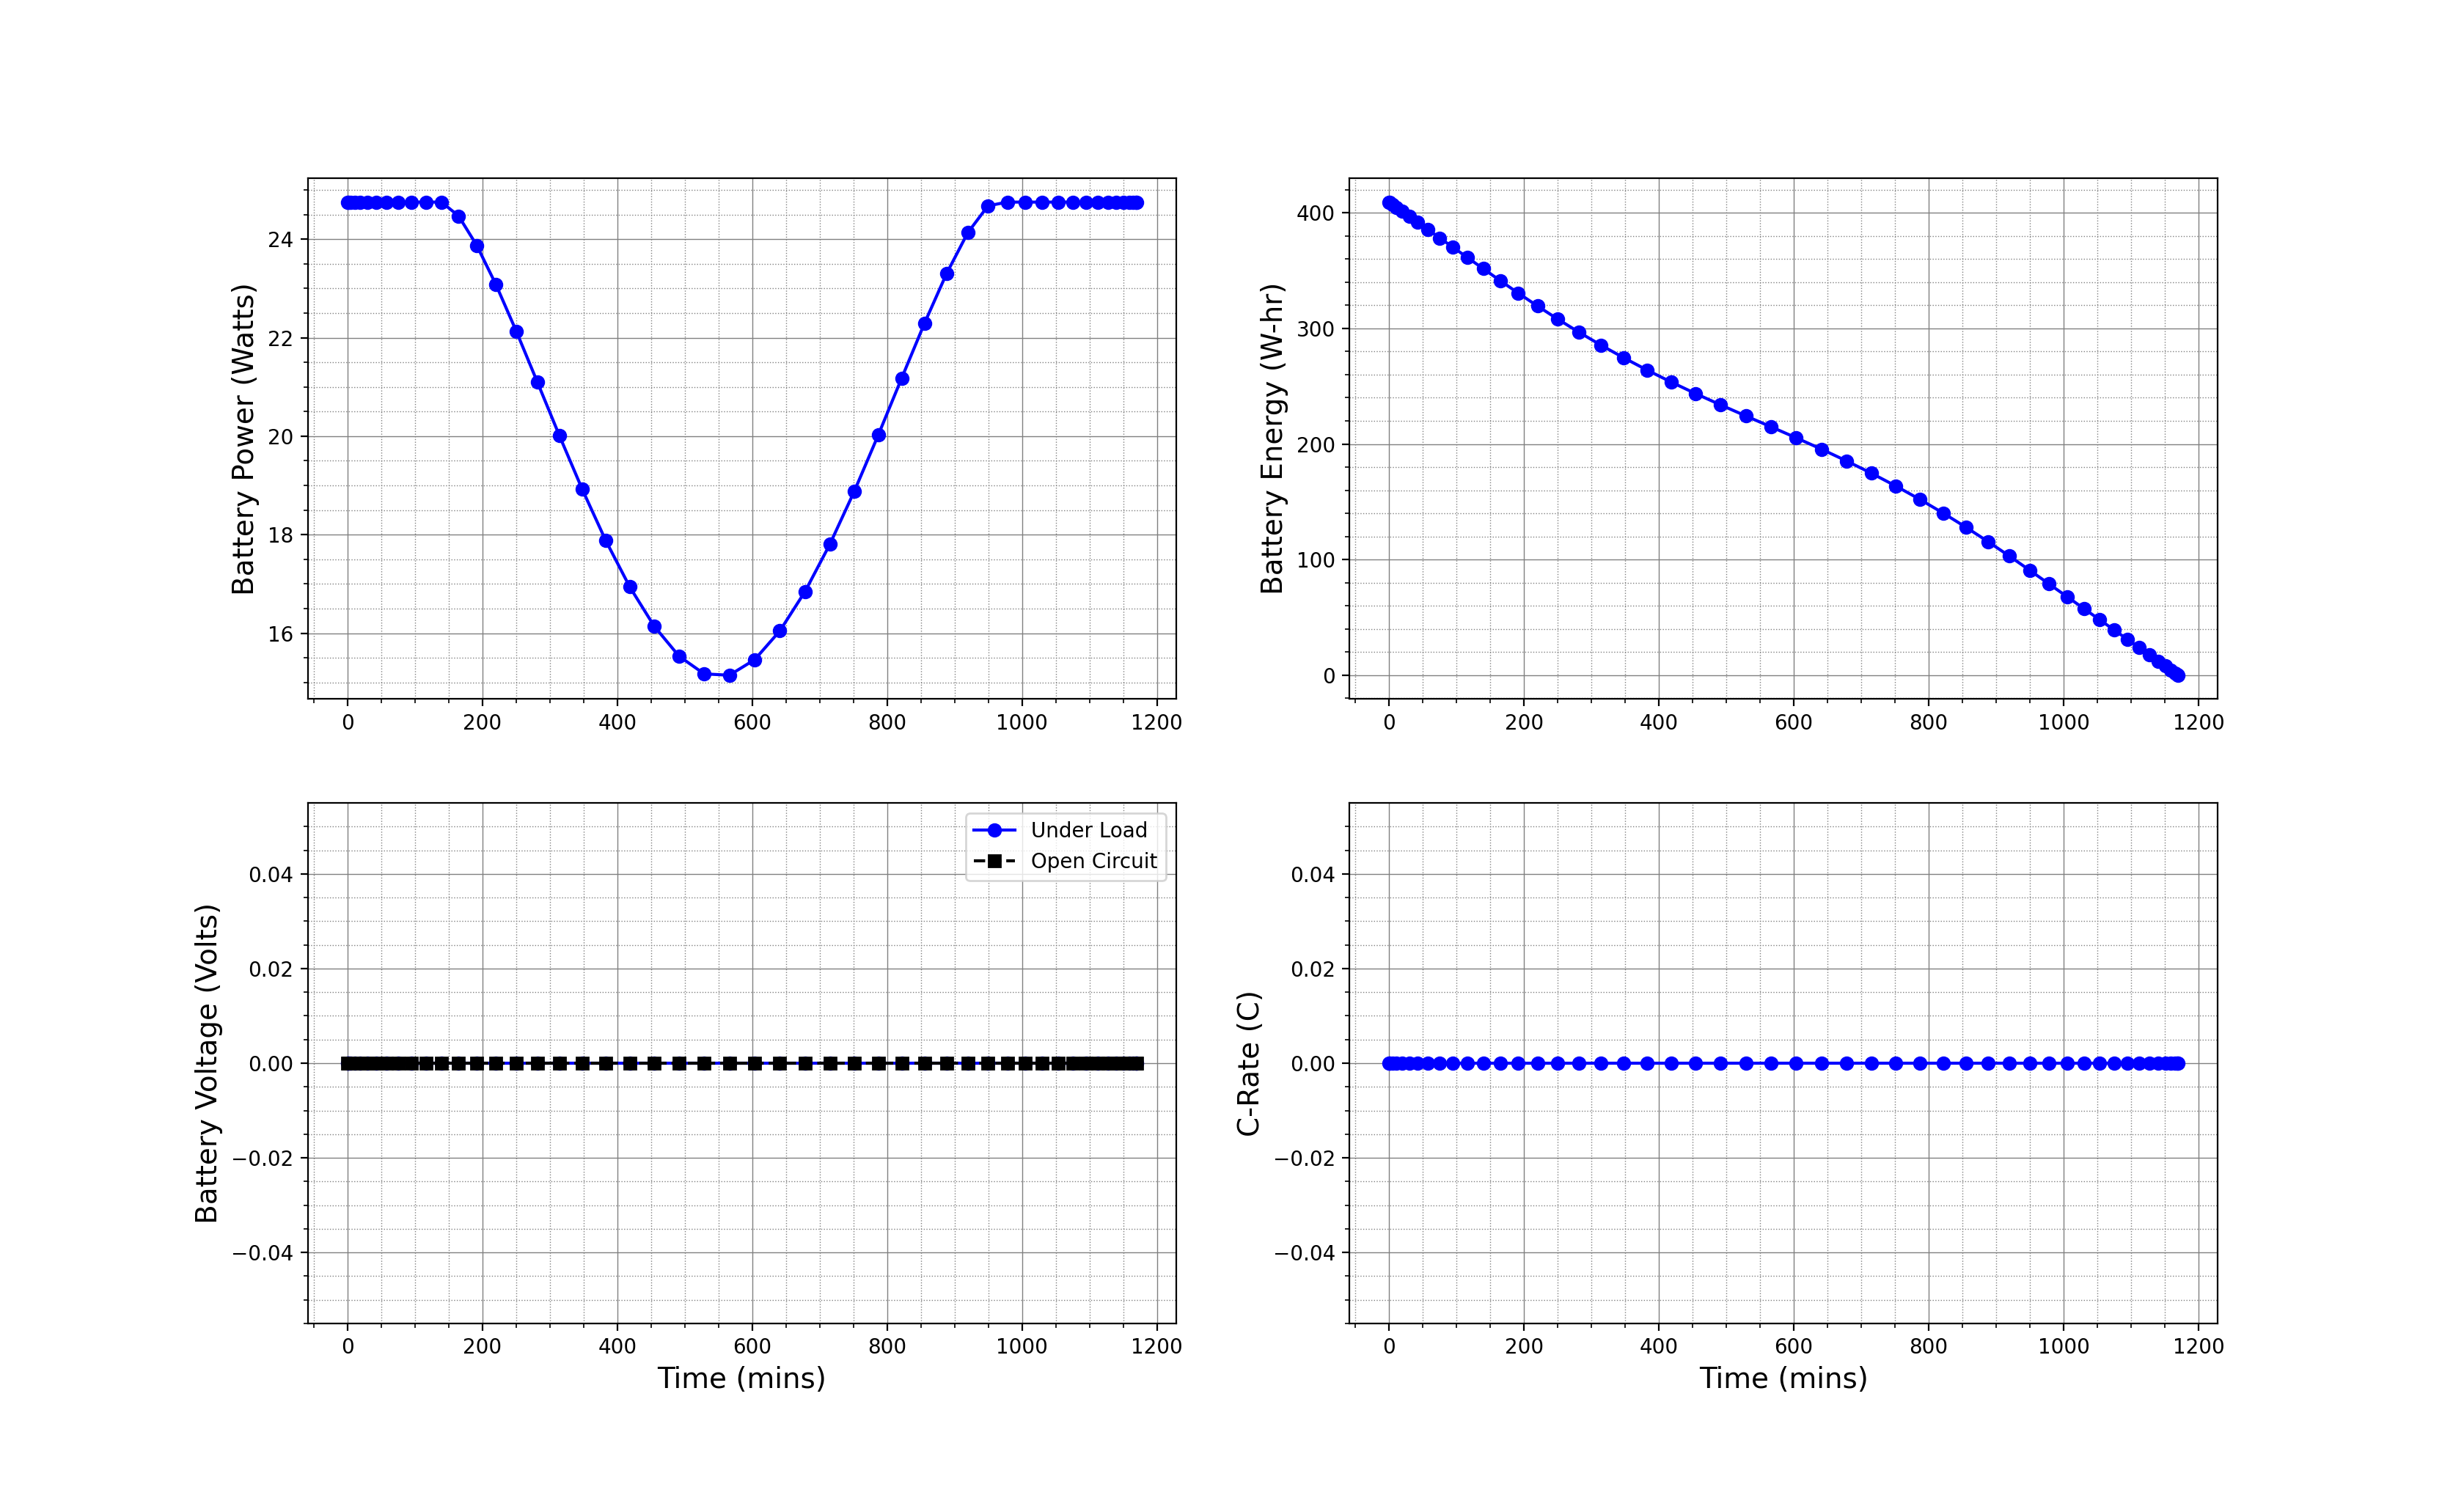 Battery Power (Watts)
24
22
20
18
16
0 200 400 600 800 1000 1200
Battery Energy (W-hr)
400
300
200
100
0
0 200 400 600 800 1000 1200
Battery Voltage (Volts)
0.04
0.02
0.00
−0.02
−0.04
Under Load
Open Circuit
0 200 400 600 800 1000 1200
Time (mins)
C-Rate (C)
0.04
0.02
0.00
−0.02
−0.04
0 200 400 600 800 1000 1200
Time (mins)